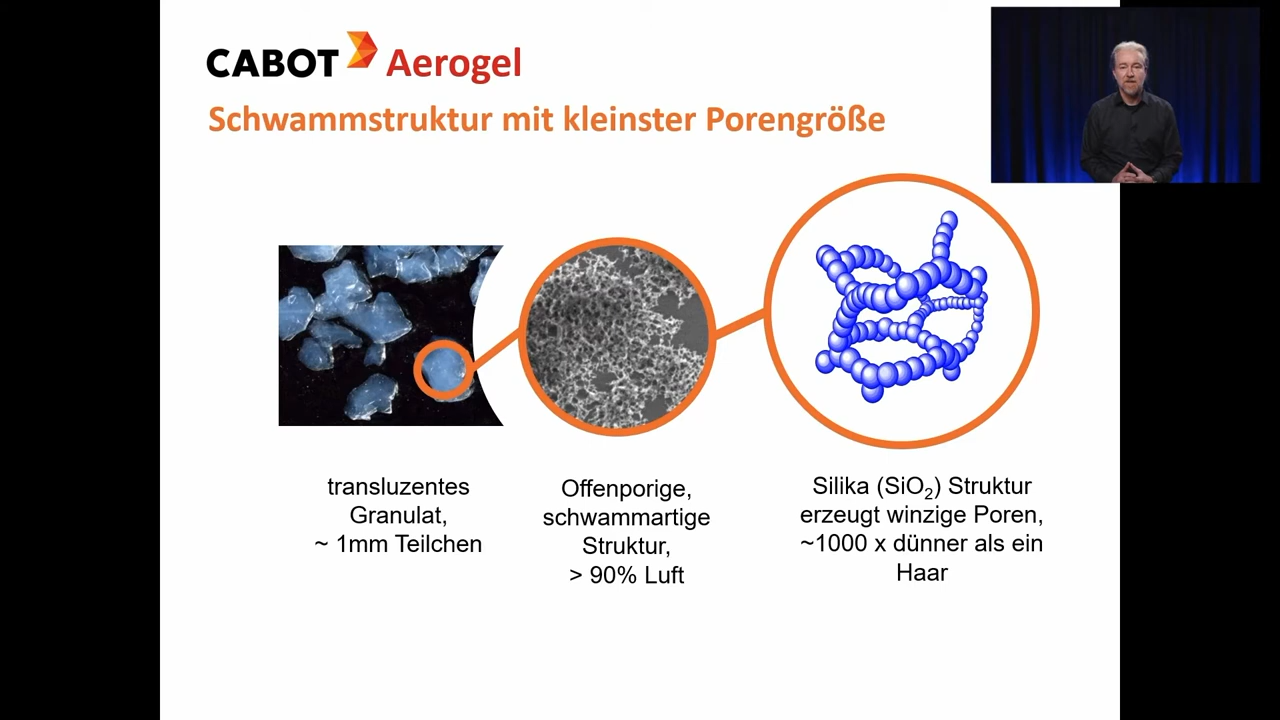 CABOT Aerogel
Schwammstruktur mit kleinster Porengröße
transluzentes
Granulat,
~ 1mm Teilchen
Offenporige,
schwammartige
Struktur,
> 90% Luft
Silika (SiO₂) Struktur
erzeugt winzige Poren,
~1000 x dünner als ein
Haar